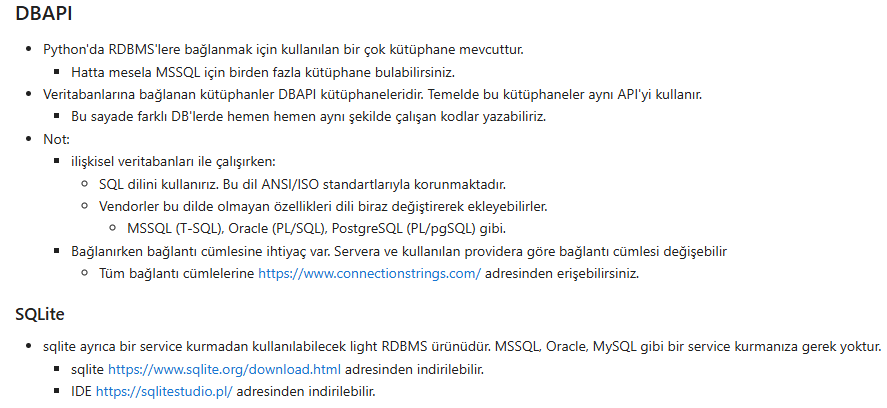 DBAPI
Python'da RDBMS'lere bağlanmak için kullanılan bir çok kütüphane mevcuttur.
Hatta mesela MSSQL için birden fazla kütüphane bulabilirsiniz.
Veritabanlarına bağlanan kütüphanler DBAPI kütüphaneleridir. Temelde bu kütüphaneler aynı API'yi kullanır.
Bu sayede farklı DB'lerde hemen hemen aynı şekilde çalışan kodlar yazabiliriz.
Not:
ilişkisel veritabanları ile çalışırken:
SQL dilini kullanırız. Bu dil ANSI/ISO standartlarıyla korunmaktadır.
Vendorler bu dilde olmayan özellikleri dili biraz değiştirerek ekleyebilirler.
MSSQL (T-SQL), Oracle (PL/SQL), PostgreSQL (PL/pgSQL) gibi.
Bağlanırken bağlantı cümlesine ihtiyaç var. Servera ve kullanılan providera göre bağlantı cümlesi değişebilir
Tüm bağlantı cümlelerine https://www.connectionstrings.com/ adresinden erişebilirsiniz.
SQLite
sqlite ayrıca bir service kurmadan kullanılabilecek light RDBMS ürünüdür. MSSQL, Oracle, MySQL gibi bir service kurmanıza gerek yoktur.
sqlite https://www.sqlite.org/download.html adresinden indirilebilir.
IDE https://sqlitestudio.pl/ adresinden indirilebilir.